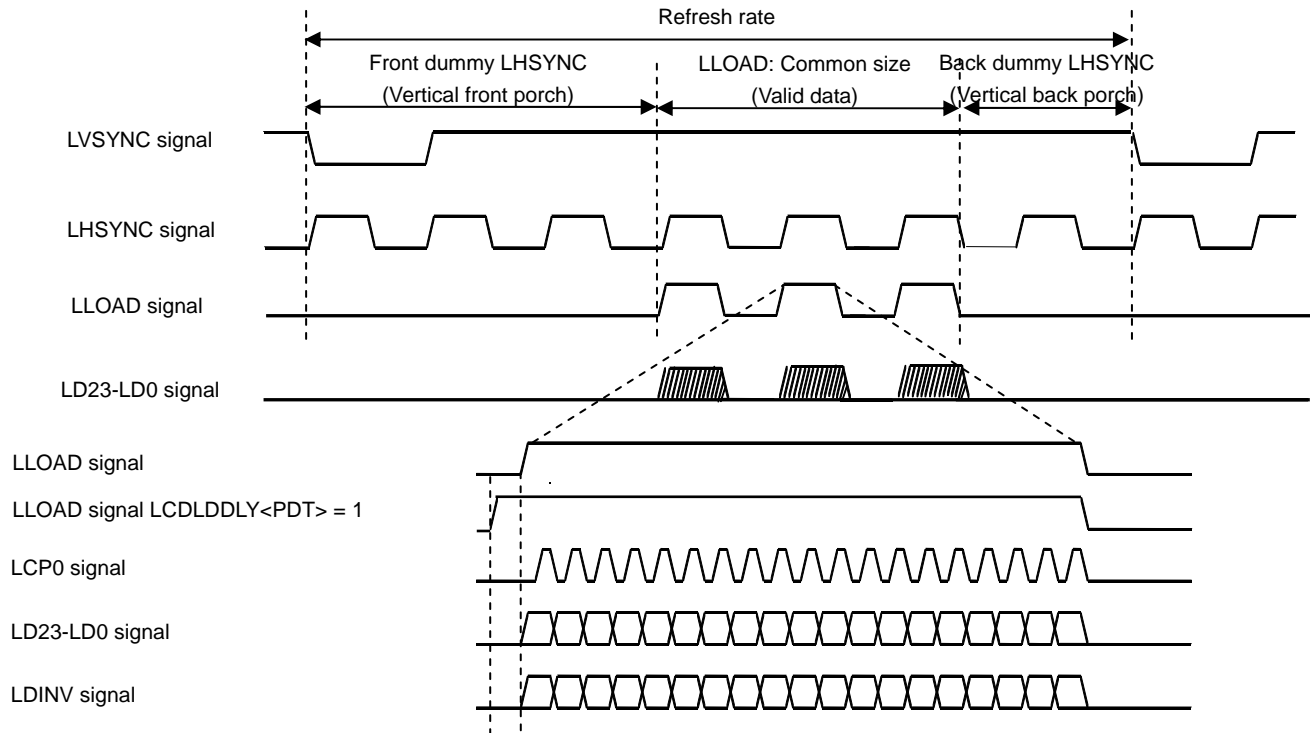 Refresh rate
Front dummy LHSYNC
(Vertical front porch)
LLOAD: Common size
(Valid data)
Back dummy LHSYNC
(Vertical back porch)
LVSYNC signal
LHSYNC signal
LLOAD signal
LD23-LD0 signal
LLOAD signal
LLOAD signal LCDLDDLY<PDT> = 1
LCP0 signal
LD23-LD0 signal
LDINV signal